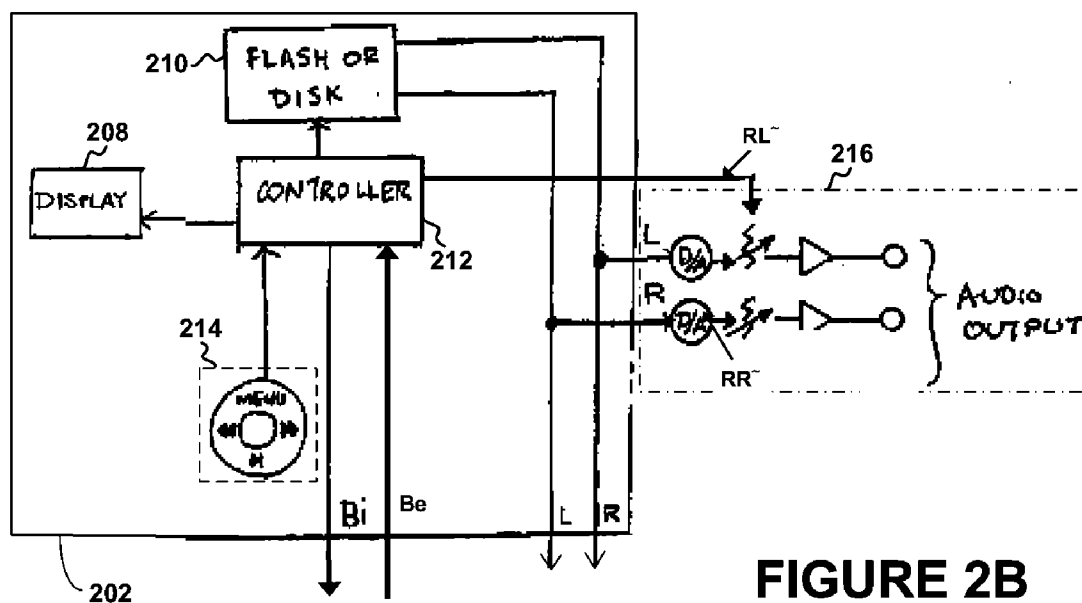 210
FLASH OR
DISK
208
DISPLAY
CONTROLLER
212
RL~
216
L
D/A
R
D/A
RR~
AUDIO
OUTPUT
214
MENU
Bi
Be
L
R
202
FIGURE 2B